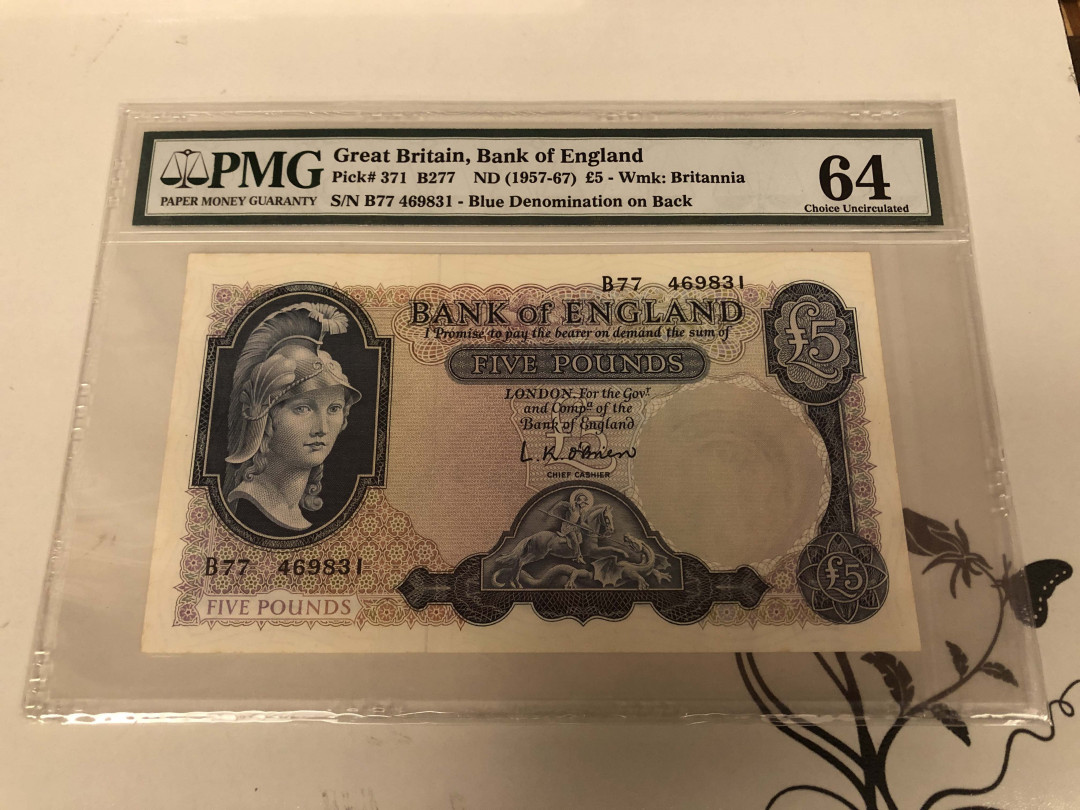 PMG
PAPER MONEY GUARANTY
Great Britain, Bank of England
Pick# 371 B277 ND (1957-67) £5 - Wmk: Britannia
S/N B77 469831 - Blue Denomination on Back
64
Choice Uncirculated
B77 469831
BANK of ENGLAND
I Promise to pay the bearer on demand the sum of
FIVE POUNDS
£5
LONDON. For the Govr
and Compa of the
Bank of England
£5
L.K. O'Brien
CHIEF CASHIER
B77 469831
FIVE POUNDS
£5